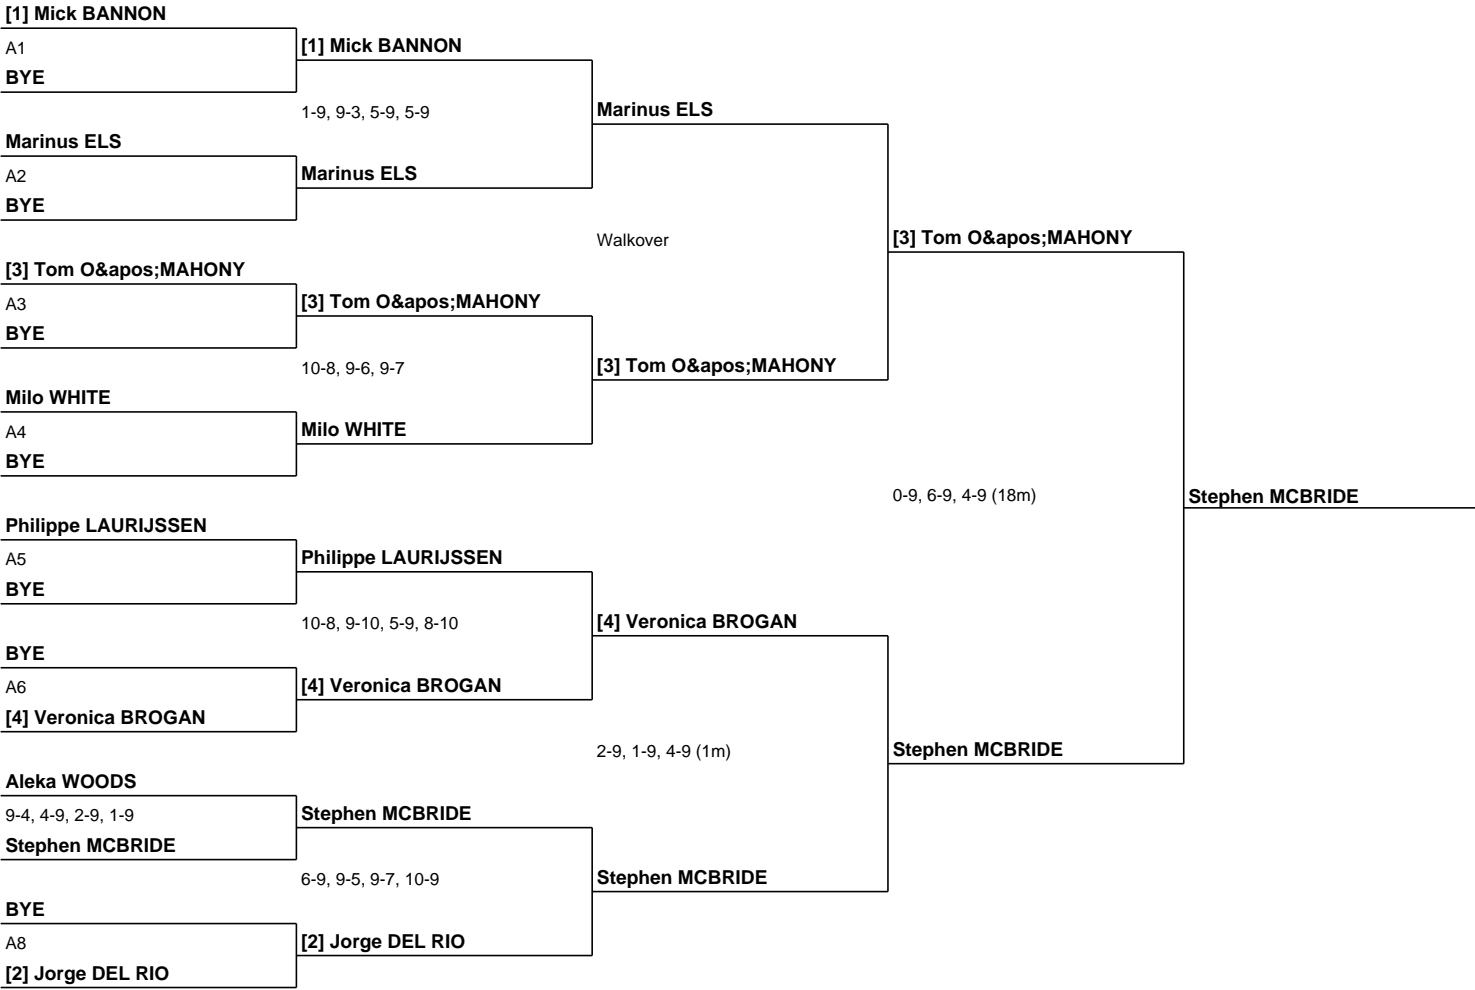 [1] Mick BANNON
A1
BYE
[1] Mick BANNON
1-9, 9-3, 5-9, 5-9
Marinus ELS
Marinus ELS
A2
BYE
Marinus ELS
Walkover
[3] Tom O&apos;MAHONY
[3] Tom O&apos;MAHONY
A3
BYE
[3] Tom O&apos;MAHONY
10-8, 9-6, 9-7
[3] Tom O&apos;MAHONY
Milo WHITE
A4
BYE
Milo WHITE
0-9, 6-9, 4-9 (18m)
Stephen MCBRIDE
Philippe LAURIJSSEN
A5
BYE
Philippe LAURIJSSEN
10-8, 9-10, 5-9, 8-10
[4] Veronica BROGAN
BYE
A6
[4] Veronica BROGAN
[4] Veronica BROGAN
2-9, 1-9, 4-9 (1m)
Stephen MCBRIDE
Aleka WOODS
9-4, 4-9, 2-9, 1-9
Stephen MCBRIDE
Stephen MCBRIDE
6-9, 9-5, 9-7, 10-9
Stephen MCBRIDE
BYE
A8
[2] Jorge DEL RIO
[2] Jorge DEL RIO